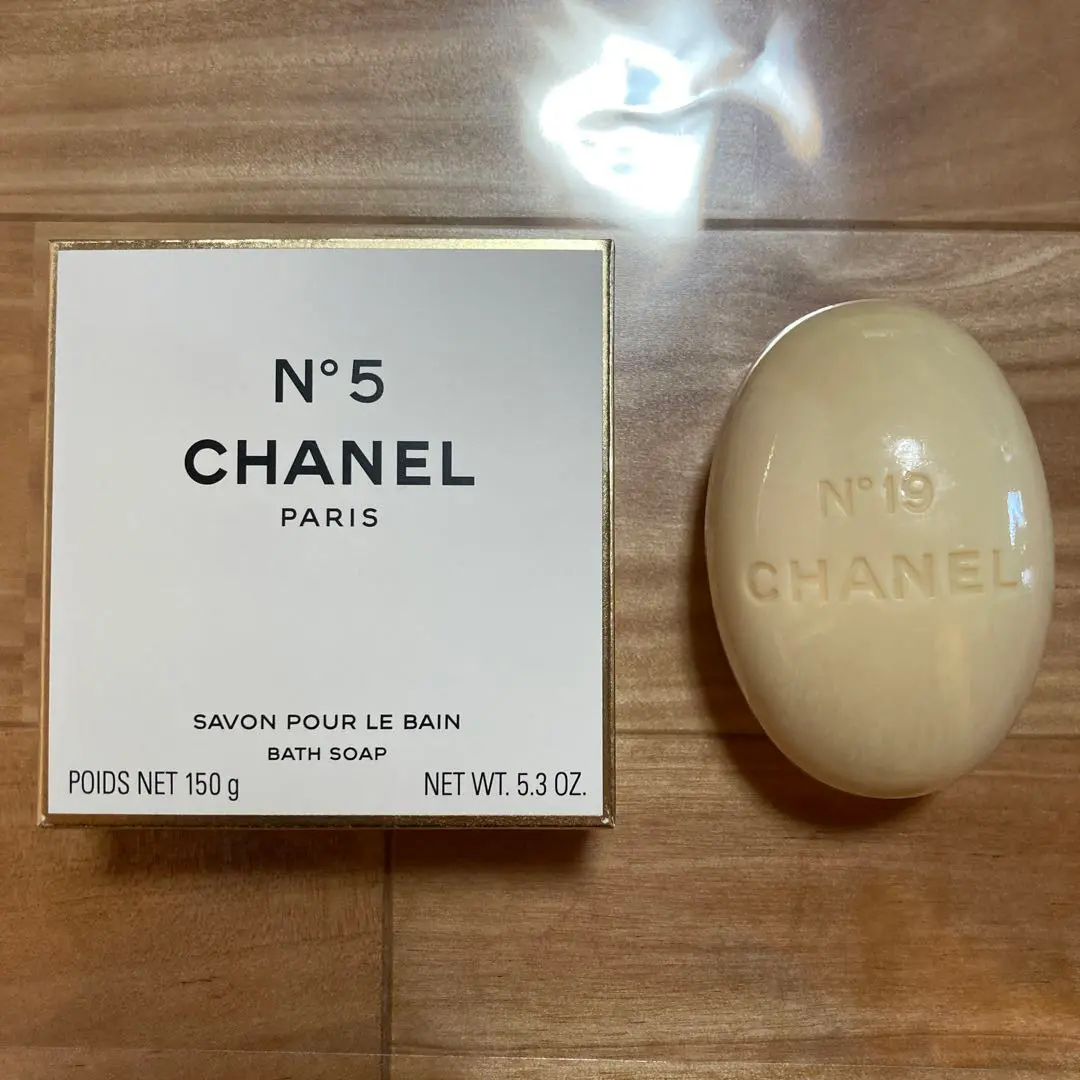 N°5
CHANEL
PARIS
SAVON POUR LE BAIN
BATH SOAP
POIDS NET 150 g
NET WT. 5.3 OZ.
N°19
CHANEL